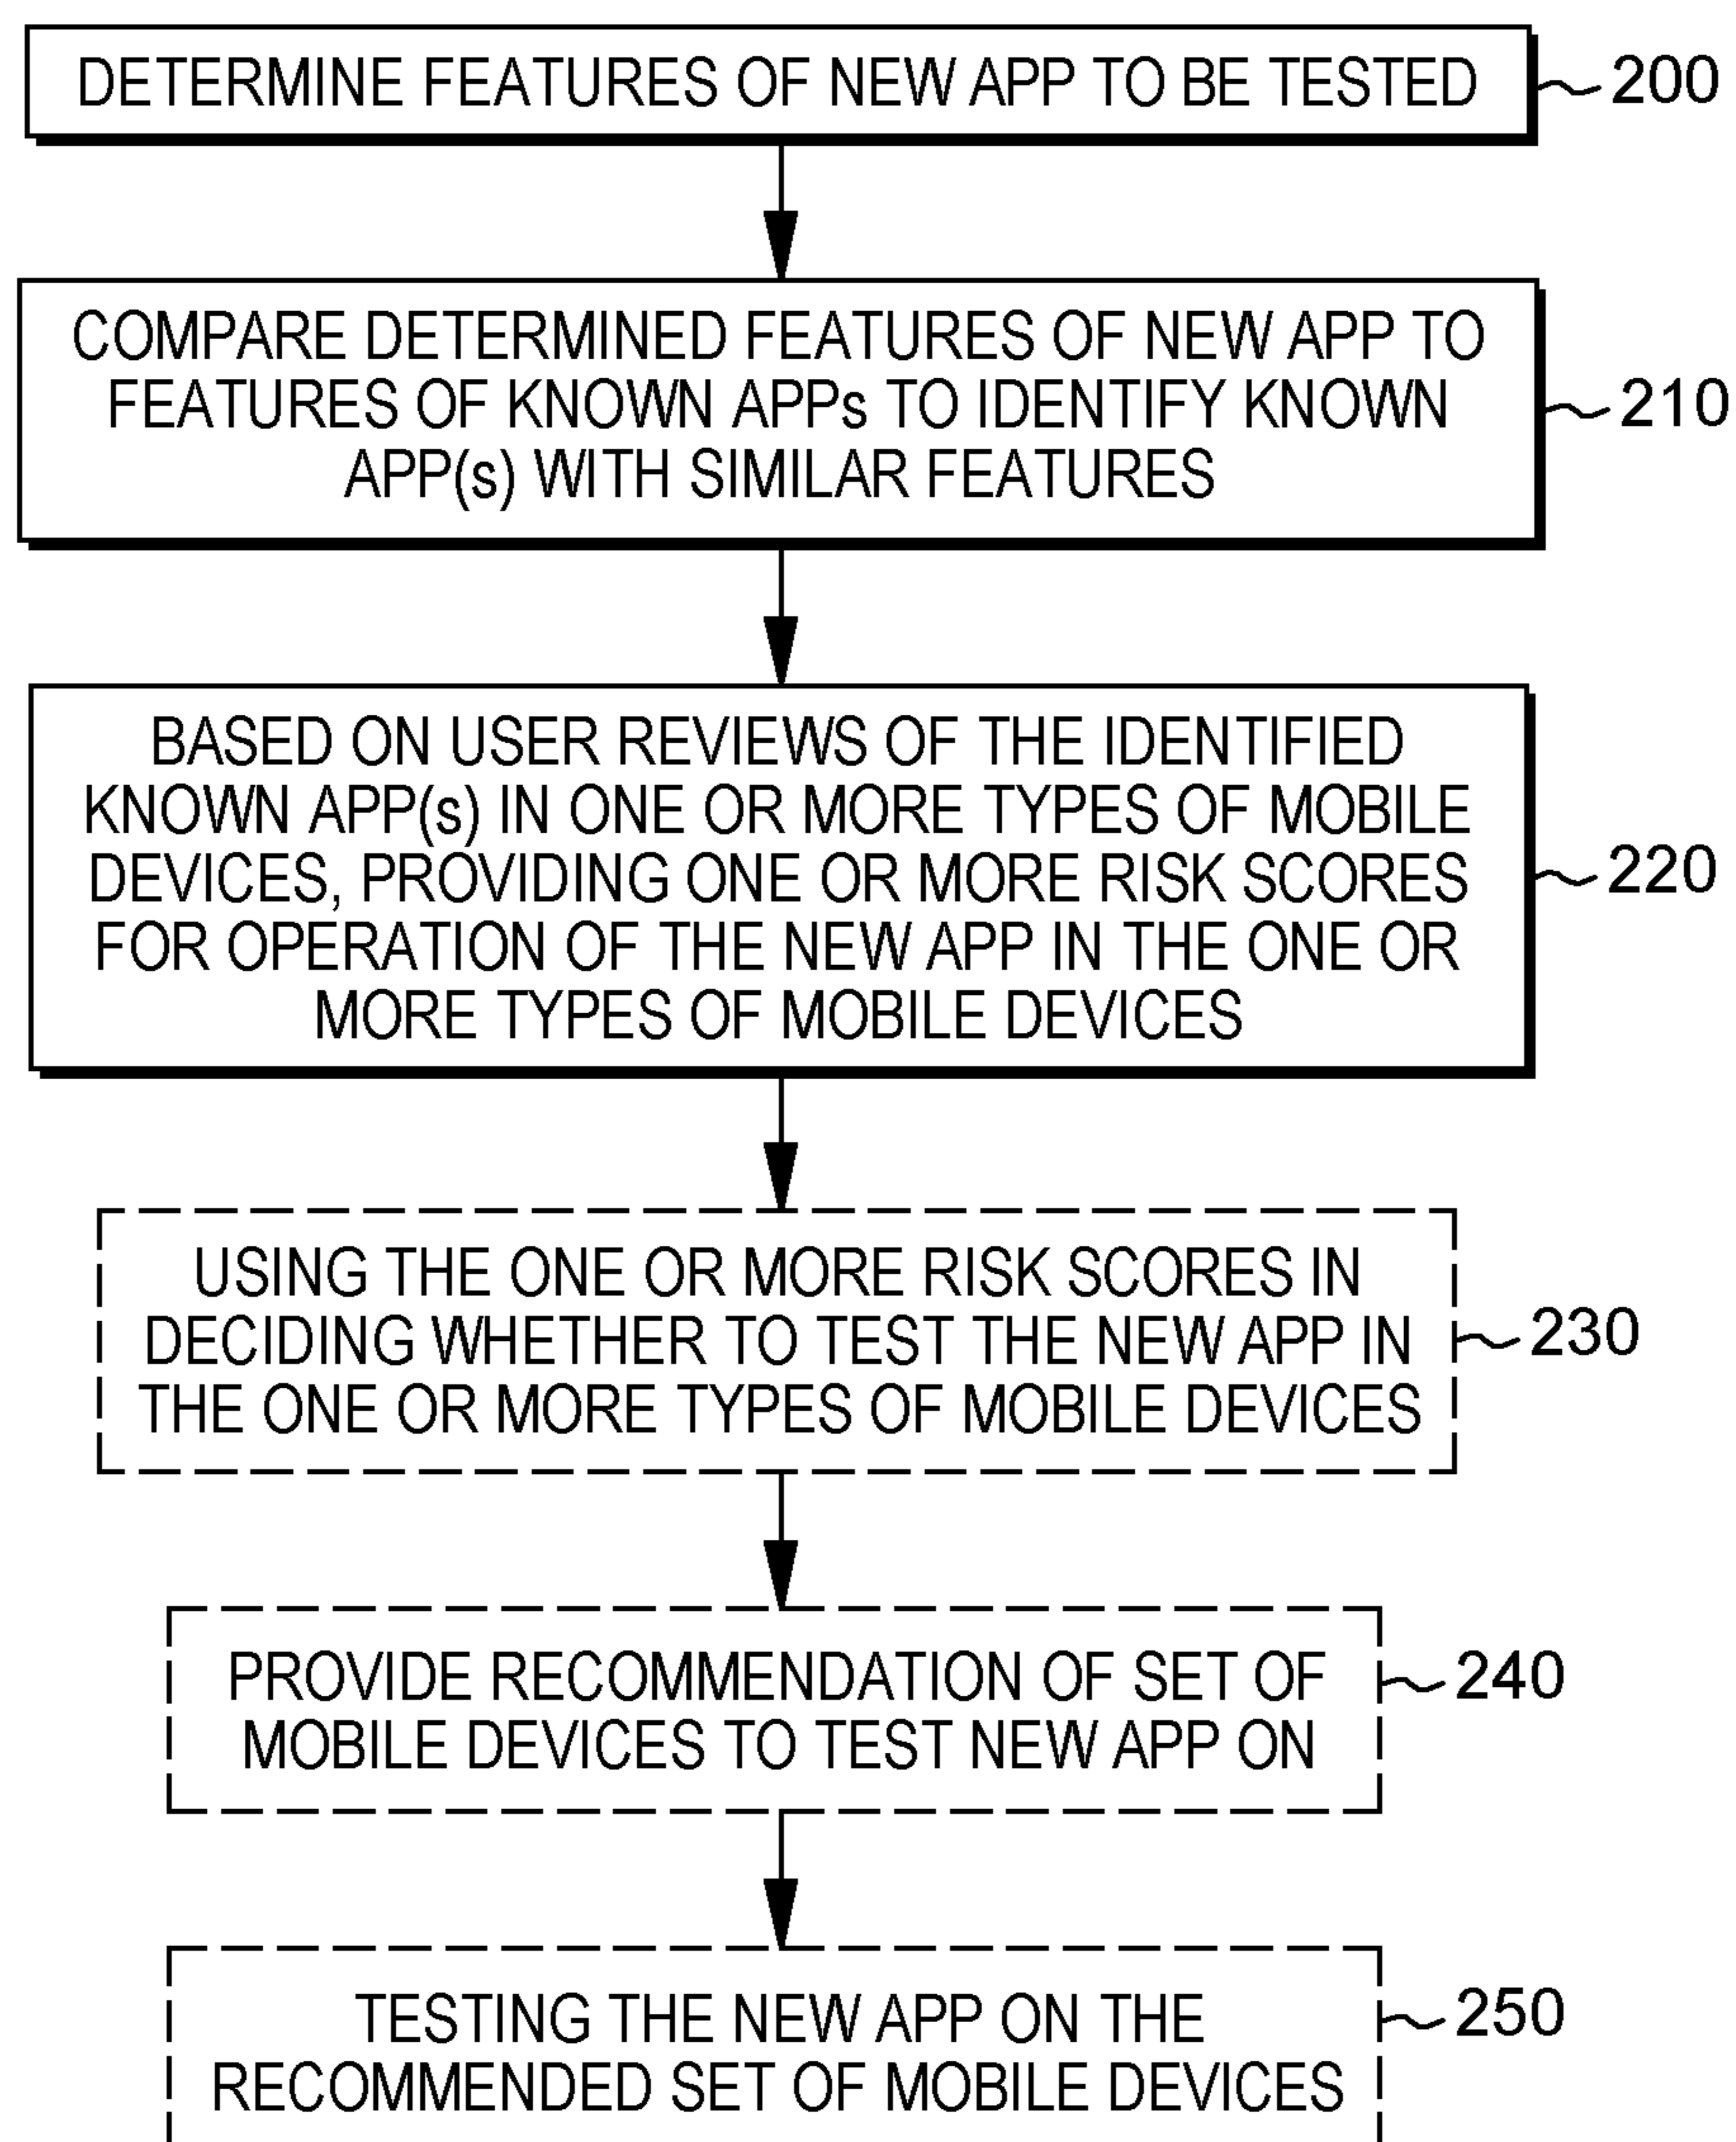 DETERMINE FEATURES OF NEW APP TO BE TESTED
200
COMPARE DETERMINED FEATURES OF NEW APP TO
FEATURES OF KNOWN APPs TO IDENTIFY KNOWN
APP(s) WITH SIMILAR FEATURES
210
BASED ON USER REVIEWS OF THE IDENTIFIED
KNOWN APP(s) IN ONE OR MORE TYPES OF MOBILE
DEVICES, PROVIDING ONE OR MORE RISK SCORES
FOR OPERATION OF THE NEW APP IN THE ONE OR
MORE TYPES OF MOBILE DEVICES
220
USING THE ONE OR MORE RISK SCORES IN
DECIDING WHETHER TO TEST THE NEW APP IN
THE ONE OR MORE TYPES OF MOBILE DEVICES
230
PROVIDE RECOMMENDATION OF SET OF
MOBILE DEVICES TO TEST NEW APP ON
240
TESTING THE NEW APP ON THE
RECOMMENDED SET OF MOBILE DEVICES
250